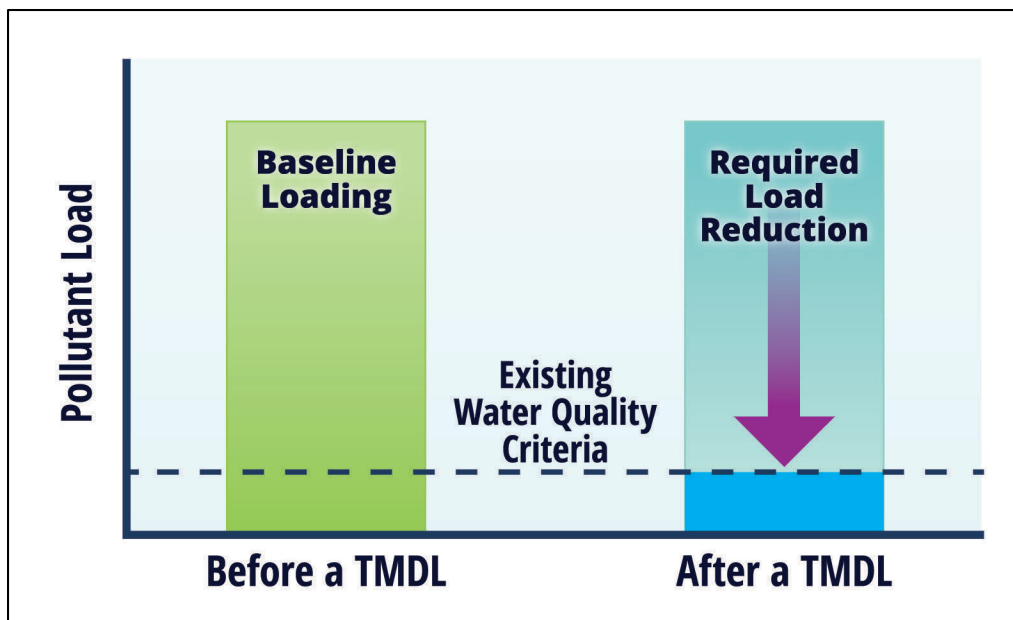 Pollutant Load
Baseline
Loading
Required
Load
Reduction
Existing
Water Quality
Criteria
Before a TMDL
After a TMDL